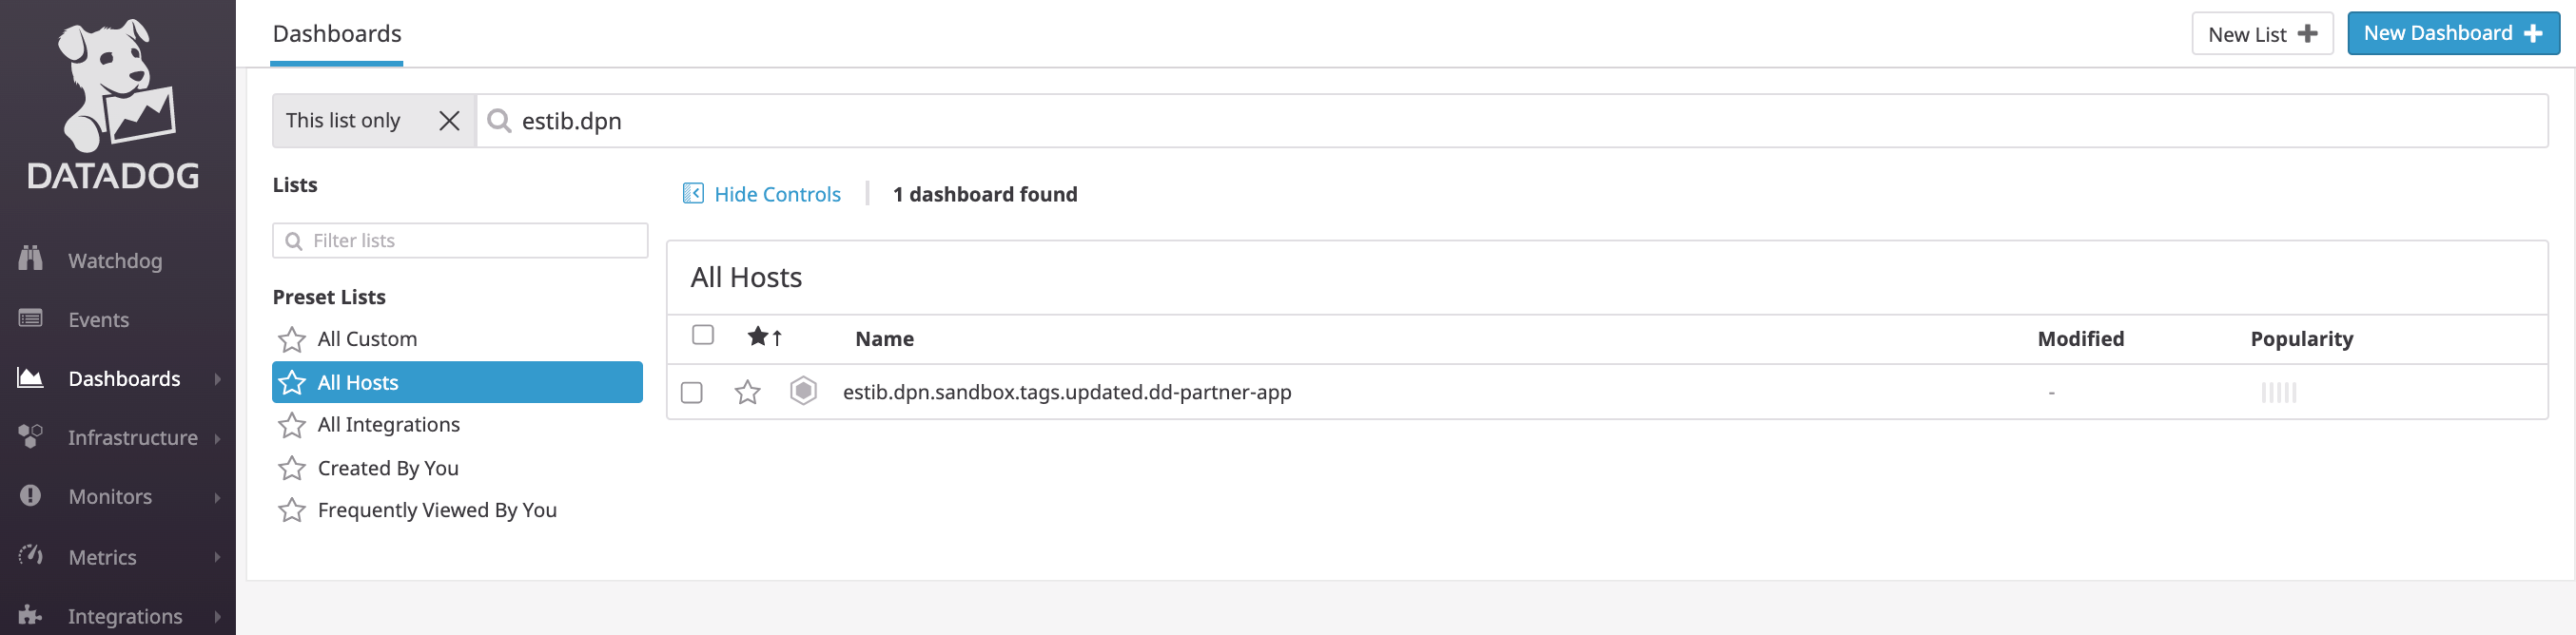 DATADOG
Watchdog
Events
Dashboards
Infrastructure
Monitors
Metrics
Integrations
Dashboards
New List
New Dashboard
This list only
estib.dpn
Lists
Filter lists
Preset Lists
All Custom
All Hosts
All Integrations
Created By You
Frequently Viewed By You
Hide Controls
1 dashboard found
All Hosts
Name Modified Popularity
estib.dpn.sandbox.tags.updated.dd-partner-app -